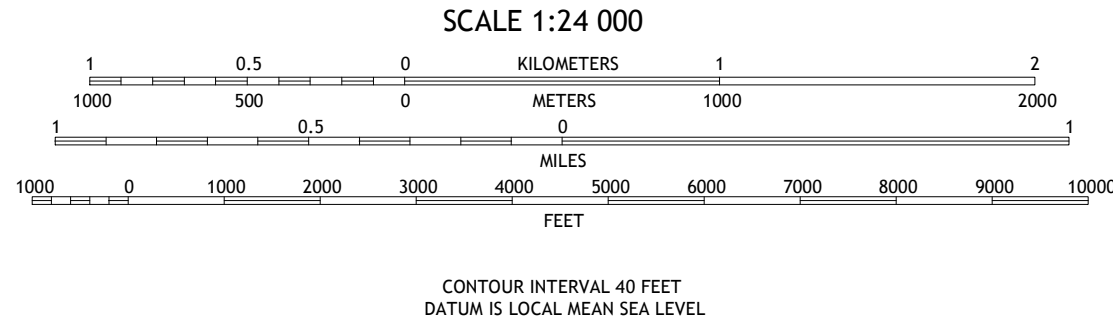 SCALE 1:24 000
1 0.5 0 KILOMETERS 1 2
1000 500 0 METERS 1000 2000
1 0.5 0 1
MILES
1000 0 1000 2000 3000 4000 5000 6000 7000 8000 9000 10000
FEET
CONTOUR INTERVAL 40 FEET
DATUM IS LOCAL MEAN SEA LEVEL